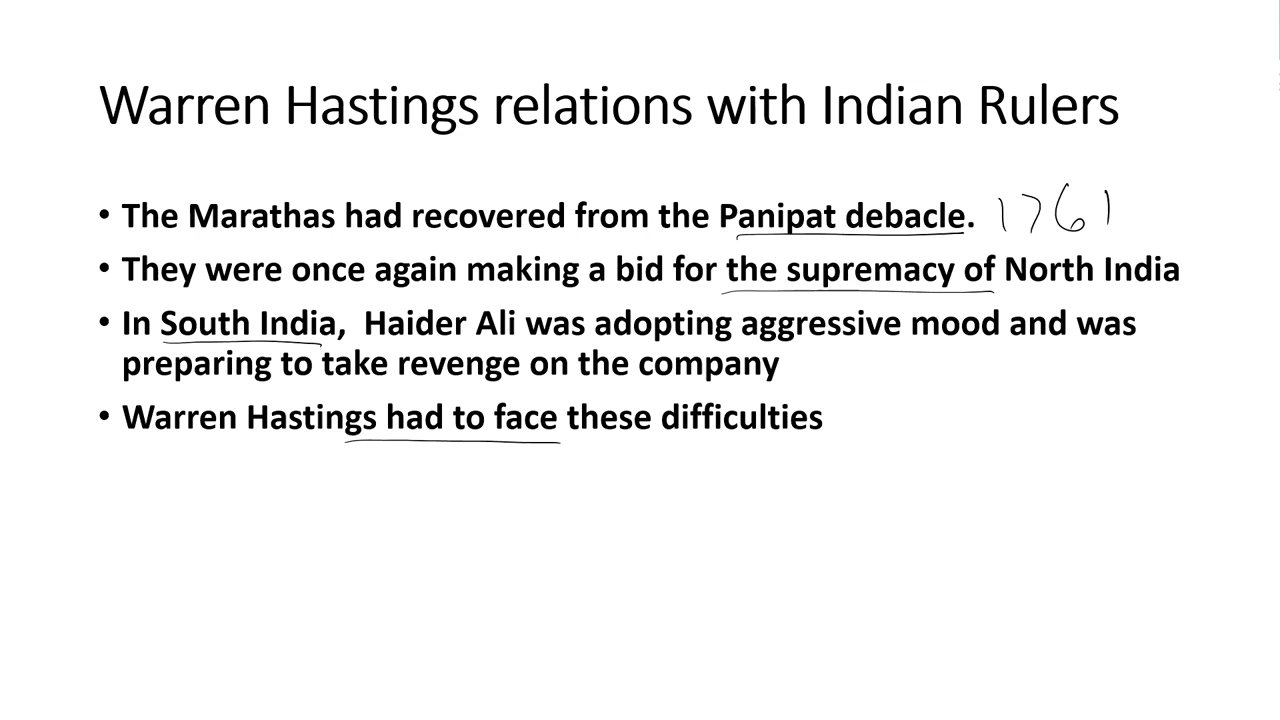 Warren Hastings relations with Indian Rulers
• The Marathas had recovered from the Panipat debacle. 1761
• They were once again making a bid for the supremacy of North India
• In South India, Haider Ali was adopting aggressive mood and was
preparing to take revenge on the company
• Warren Hastings had to face these difficulties